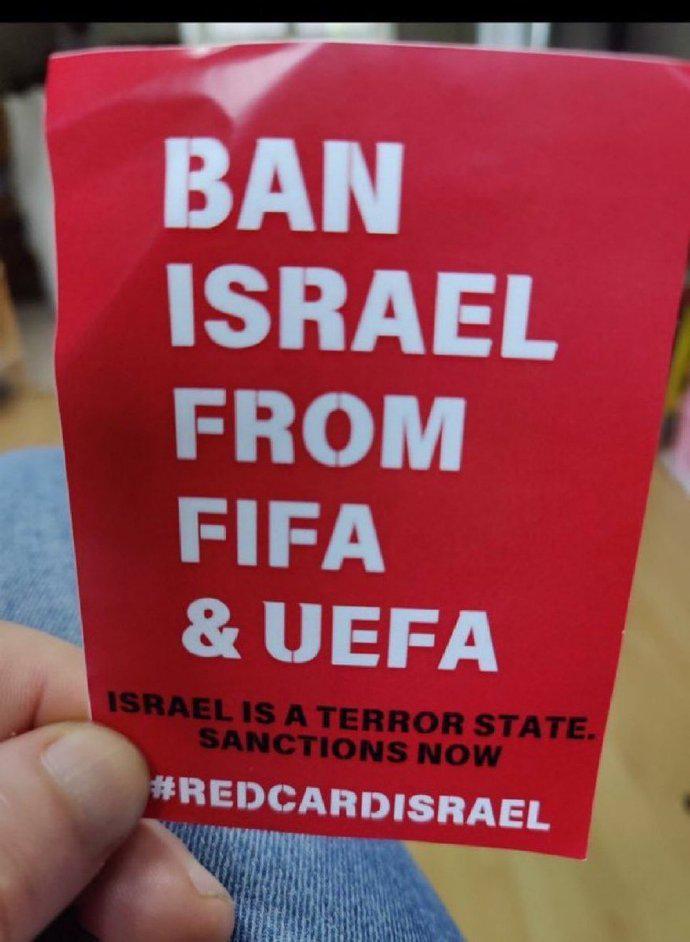 BAN
ISRAEL
FROM
FIFA
& UEFA
ISRAEL IS A TERROR STATE.
SANCTIONS NOW
#REDCARDISRAEL